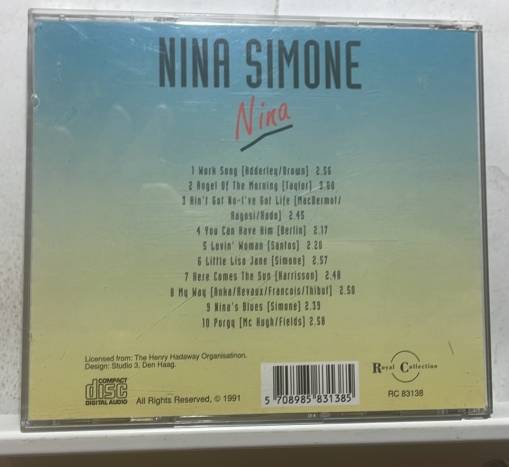 NINA SIMONE
Nina
1 Work Song [Adderley/Brown] 2.56
2 Angel Of The Morning [Taylor] 3.00
3 Ain't Got No-I've Got Life [MacDermot/
Ragosi/Rado] 2.45
4 You Can Have Him [Berlin] 2.17
5 Lovin' Woman [Santos] 2.20
6 Little Lisa Jane [Simone] 2.57
7 Here Comes The Sun [Harrisson] 2.48
8 My Way [Anka/Revaux/Francois/Thibut] 2.50
9 Nina's Blues [Simone] 2.39
10 Porgy [Mc Hugh/Fields] 2.58
Licensed from: The Henry Hadaway Organisatinon.
Design: Studio 3, Den Haag.
COMPACT
disc
DIGITAL AUDIO
All Rights Reserved, © 1991
5 708985 831385
Royal Collection
RC 83138